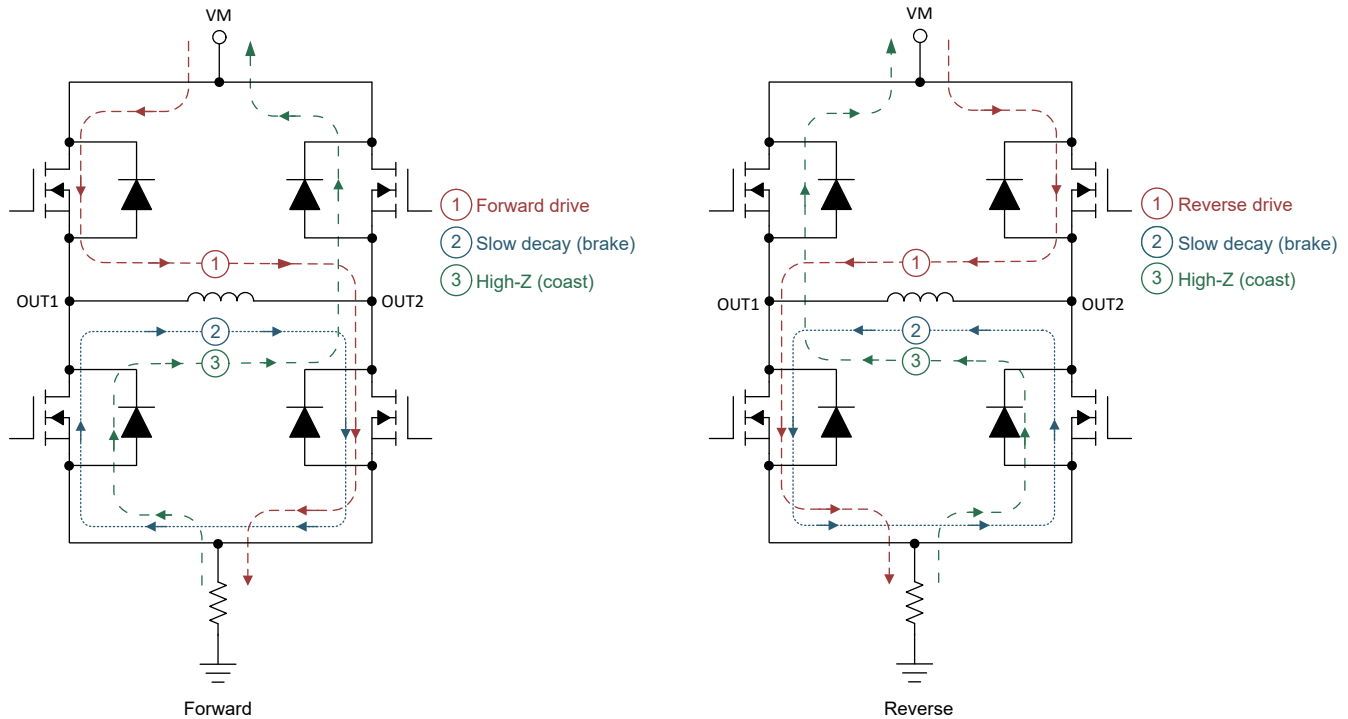 VM
1 Forward drive
2 Slow decay (brake)
3 High-Z (coast)
1
OUT1
OUT2
2
3
Forward
VM
1 Reverse drive
2 Slow decay (brake)
3 High-Z (coast)
1
OUT1
OUT2
2
3
Reverse